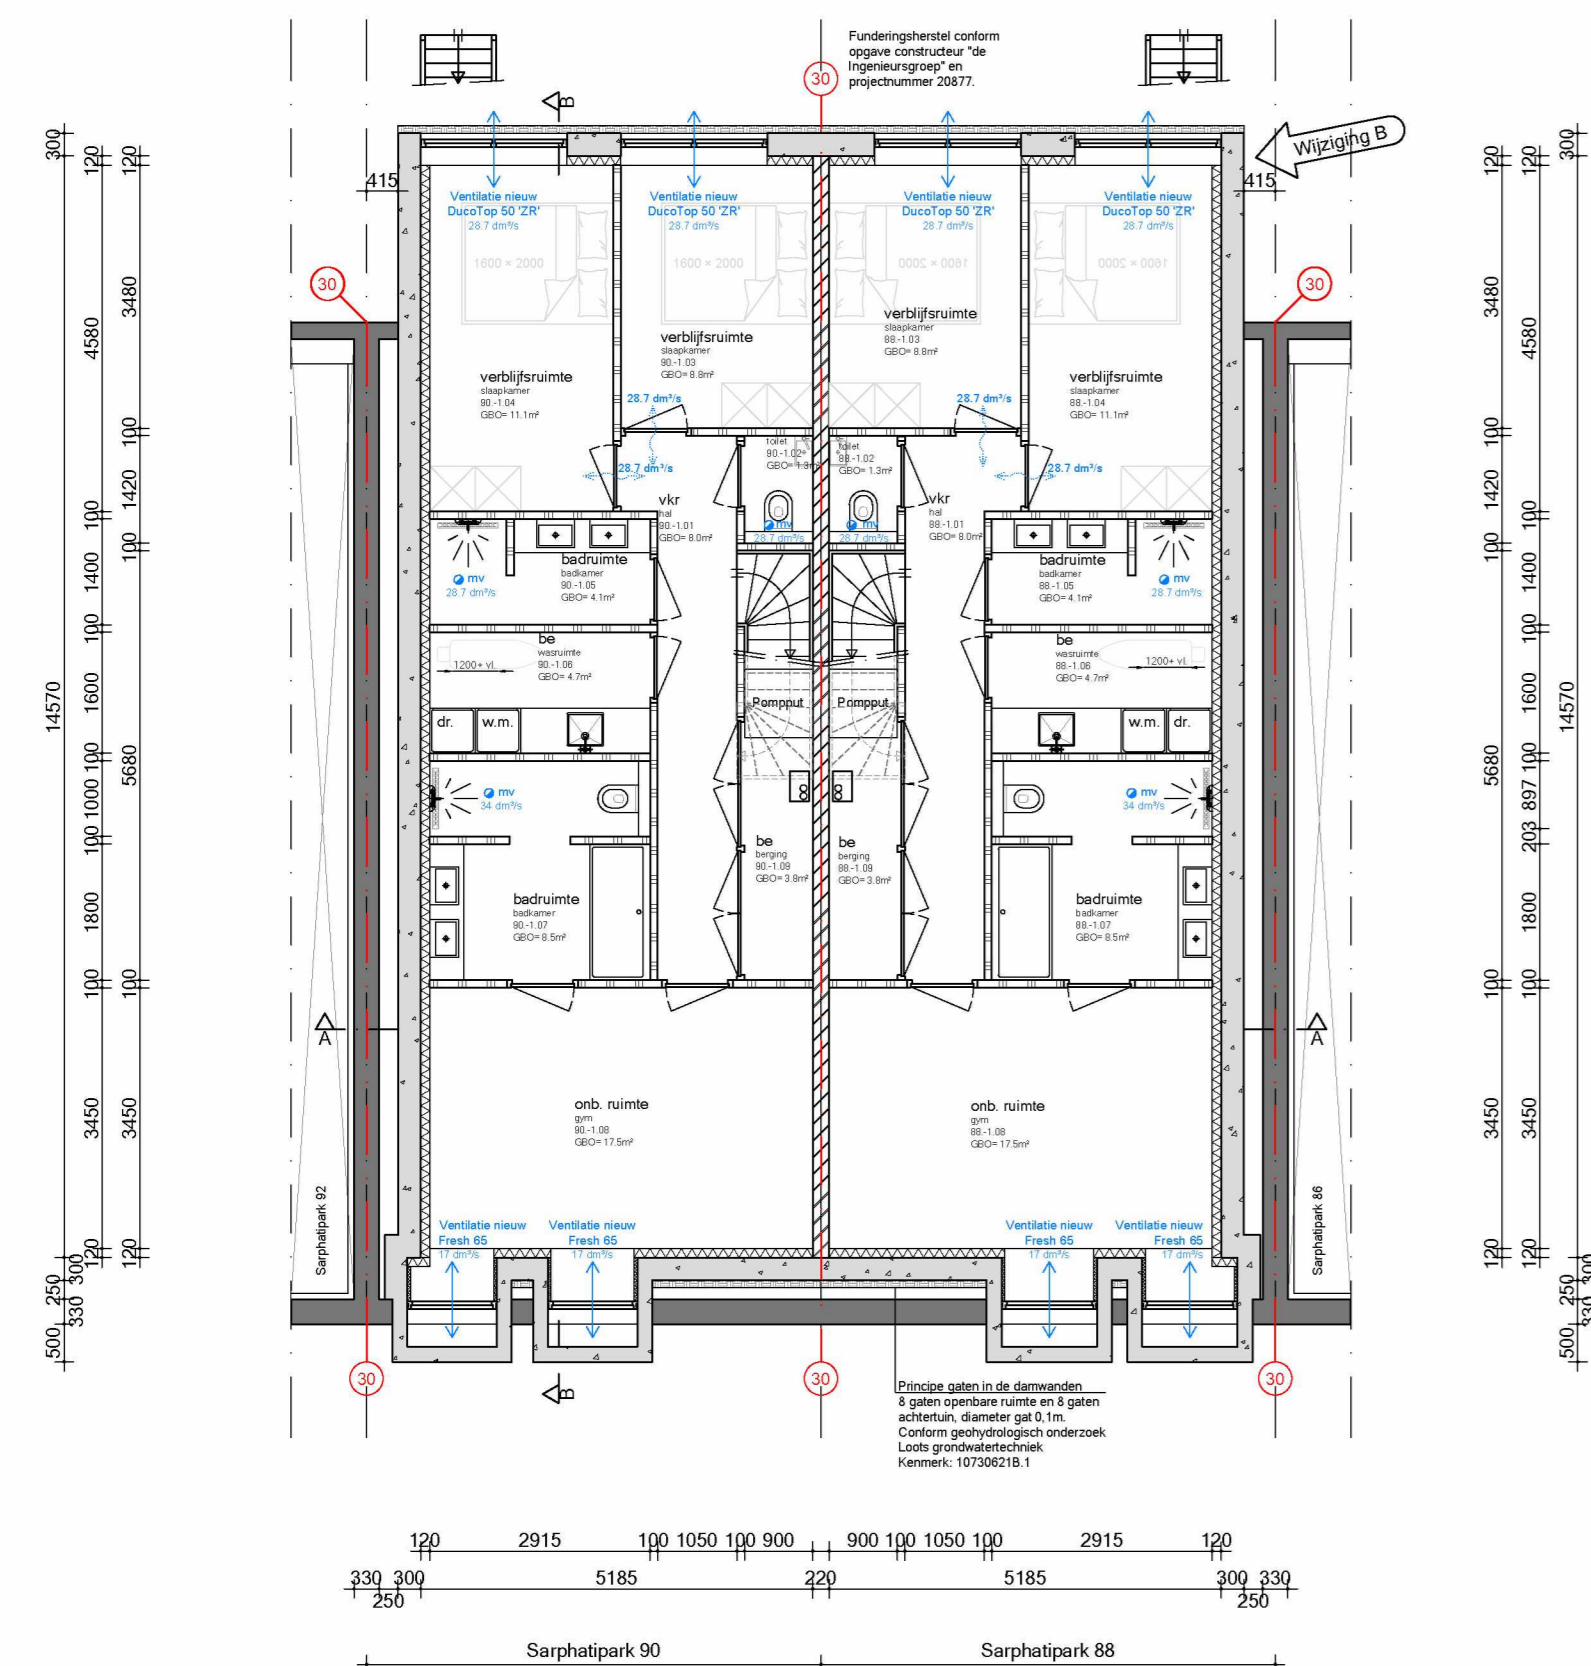 Funderingsherstel conform
opgave constructeur "de
Ingenieursgroep" en
projectnummer 20877.
30
B
Wijziging B
300
120
120
415
415
120
120
300
Ventilatie nieuw
DucoTop 50 'ZR'
28.7 dm³/s
Ventilatie nieuw
DucoTop 50 'ZR'
28.7 dm³/s
Ventilatie nieuw
DucoTop 50 'ZR'
28.7 dm³/s
Ventilatie nieuw
DucoTop 50 'ZR'
28.7 dm³/s
1600 × 2000
1600 × 2000
1600 × 2000
1600 × 2000
30
30
3480
4580
3480
4580
verblijfsruimte
slaapkamer
90.-1.04
GBO= 11.1m²
verblijfsruimte
slaapkamer
90.-1.03
GBO= 8.8m²
verblijfsruimte
slaapkamer
88.-1.03
GBO= 8.8m²
verblijfsruimte
slaapkamer
88.-1.04
GBO= 11.1m²
28.7 dm³/s
28.7 dm³/s
28.7 dm³/s
28.7 dm³/s
100
1420
100
100
100
1420
100
100
toilet
90.-1.02
GBO= 1.3m²
toilet
88.-1.02
GBO= 1.3m²
mv
28.7 dm³/s
mv
28.7 dm³/s
vkr
hal
90.-1.01
GBO= 8.0m²
vkr
hal
88.-1.01
GBO= 8.0m²
badruimte
badkamer
90.-1.05
GBO= 4.1m²
mv
28.7 dm³/s
badruimte
badkamer
88.-1.05
GBO= 4.1m²
mv
28.7 dm³/s
1400
100
1400
100
be
wasruimte
90.-1.06
GBO= 4.7m²
1200+ vl.
be
wasruimte
88.-1.06
GBO= 4.7m²
1200+ vl.
14570
1600
5680
5680
1600
14570
dr.
w.m.
Pompput
Pompput
w.m.
dr.
100
1000
100
100
897
203
mv
34 dm³/s
mv
34 dm³/s
be
berging
90.-1.09
GBO= 3.8m²
be
berging
88.-1.09
GBO= 3.8m²
badruimte
badkamer
90.-1.07
GBO= 8.5m²
badruimte
badkamer
88.-1.07
GBO= 8.5m²
1800
1800
100
100
100
100
A
A
onb. ruimte
gym
90.-1.08
GBO= 17.5m²
onb. ruimte
gym
88.-1.08
GBO= 17.5m²
3450
3450
3450
3450
Sarphatipark 92
Sarphatipark 86
Ventilatie nieuw
Fresh 65
17 dm³/s
Ventilatie nieuw
Fresh 65
17 dm³/s
Ventilatie nieuw
Fresh 65
17 dm³/s
Ventilatie nieuw
Fresh 65
17 dm³/s
120
120
300
250
330
500
120
120
300
250
330
500
30
30
30
B
Principe gaten in de damwanden
8 gaten openbare ruimte en 8 gaten
achtertuin, diameter gat 0,1m.
Conform geohydrologisch onderzoek
Loots grondwatertechniek
Kenmerk: 10730621B.1
120 2915 100 1050 100 900 900 100 1050 100 2915 120
330 300 5185 220 5185 300 330
250 250
Sarphatipark 90 Sarphatipark 88